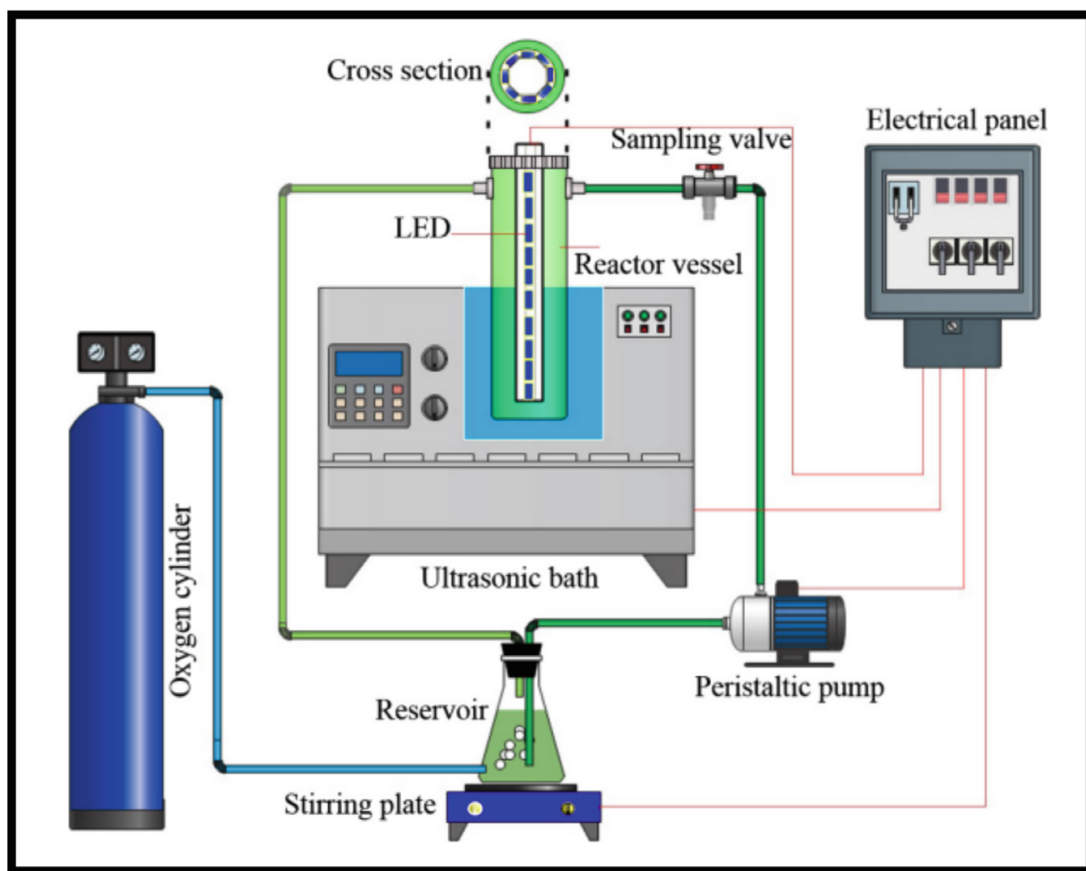 Cross section
Sampling valve
Electrical panel
LED
Reactor vessel
Oxygen cylinder
Ultrasonic bath
Peristaltic pump
Reservoir
Stirring plate